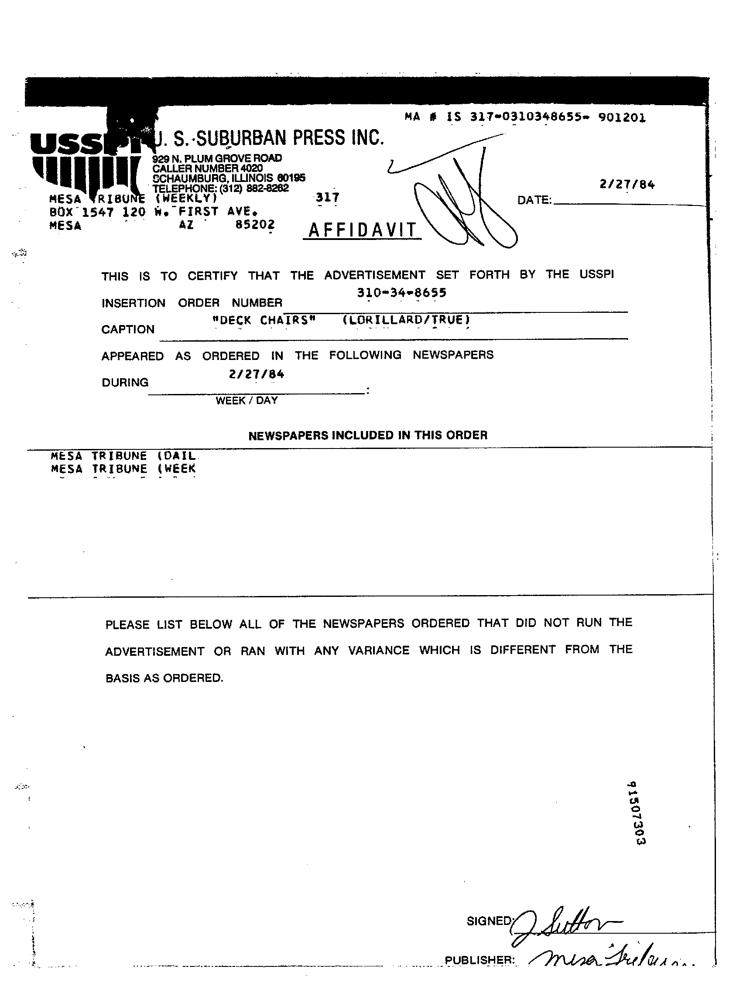 MA # IS 317-0310348655- 901201
USSPI U. S. SUBURBAN PRESS INC.
929 N. PLUM GROVE ROAD
CALLER NUMBER 4020
SCHAUMBURG, ILLINOIS 60195
TELEPHONE: (312) 882-8262
MESA TRIBUNE (WEEKLY) 317
BOX 1547 120 W. FIRST AVE.
MESA AZ 85202
DATE: 2/27/84
AFFIDAVIT
THIS IS TO CERTIFY THAT THE ADVERTISEMENT SET FORTH BY THE USSPI
INSERTION ORDER NUMBER 310-34-8655
CAPTION "DECK CHAIRS" (LORILLARD/TRUE)
APPEARED AS ORDERED IN THE FOLLOWING NEWSPAPERS
DURING 2/27/84 :
WEEK / DAY
NEWSPAPERS INCLUDED IN THIS ORDER
MESA TRIBUNE (DAIL
MESA TRIBUNE (WEEK
PLEASE LIST BELOW ALL OF THE NEWSPAPERS ORDERED THAT DID NOT RUN THE
ADVERTISEMENT OR RAN WITH ANY VARIANCE WHICH IS DIFFERENT FROM THE
BASIS AS ORDERED.
91507303
SIGNED: J Sutton
PUBLISHER: Mesa Tribune